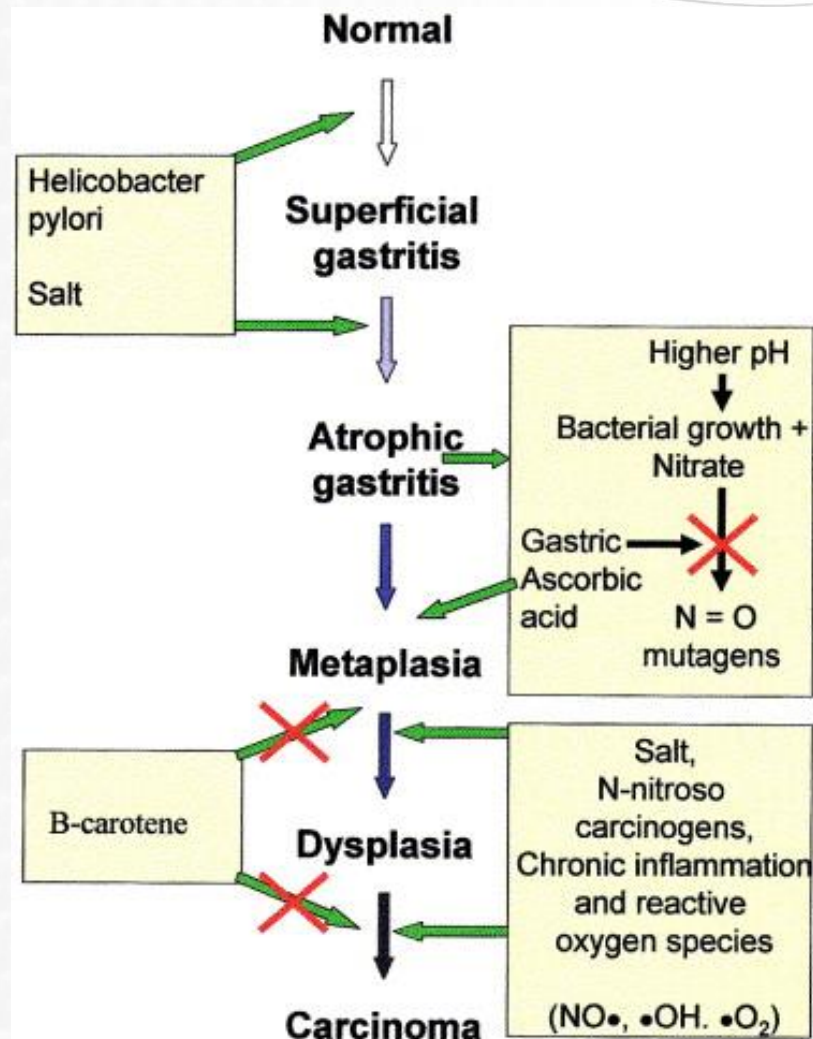 Normal
Helicobacter
pylori
Salt
Superficial
gastritis
Higher pH
Bacterial growth +
Nitrate
Atrophic
gastritis
Gastric
Ascorbic
acid
N = O
mutagens
Metaplasia
B-carotene
Salt,
N-nitroso
carcinogens,
Chronic inflammation
and reactive
oxygen species
(NO●, ●OH. ●O₂)
Dysplasia
Carcinoma